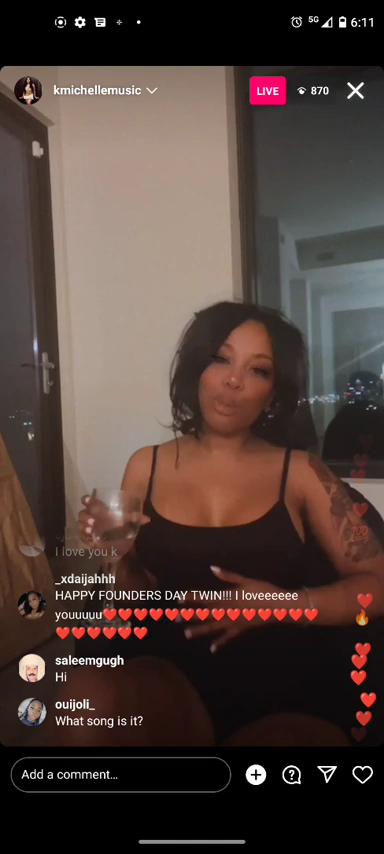 5G 6:11
kmichellemusic LIVE 870
I love you k
_xdaijahhh
HAPPY FOUNDERS DAY TWIN!!! I loveeeeee
youuuuu❤️❤️❤️❤️❤️❤️❤️❤️❤️❤️❤️❤️❤️❤️
❤️❤️❤️❤️❤️❤️
saleemgugh
Hi
ouijoli_
What song is it?
Add a comment...